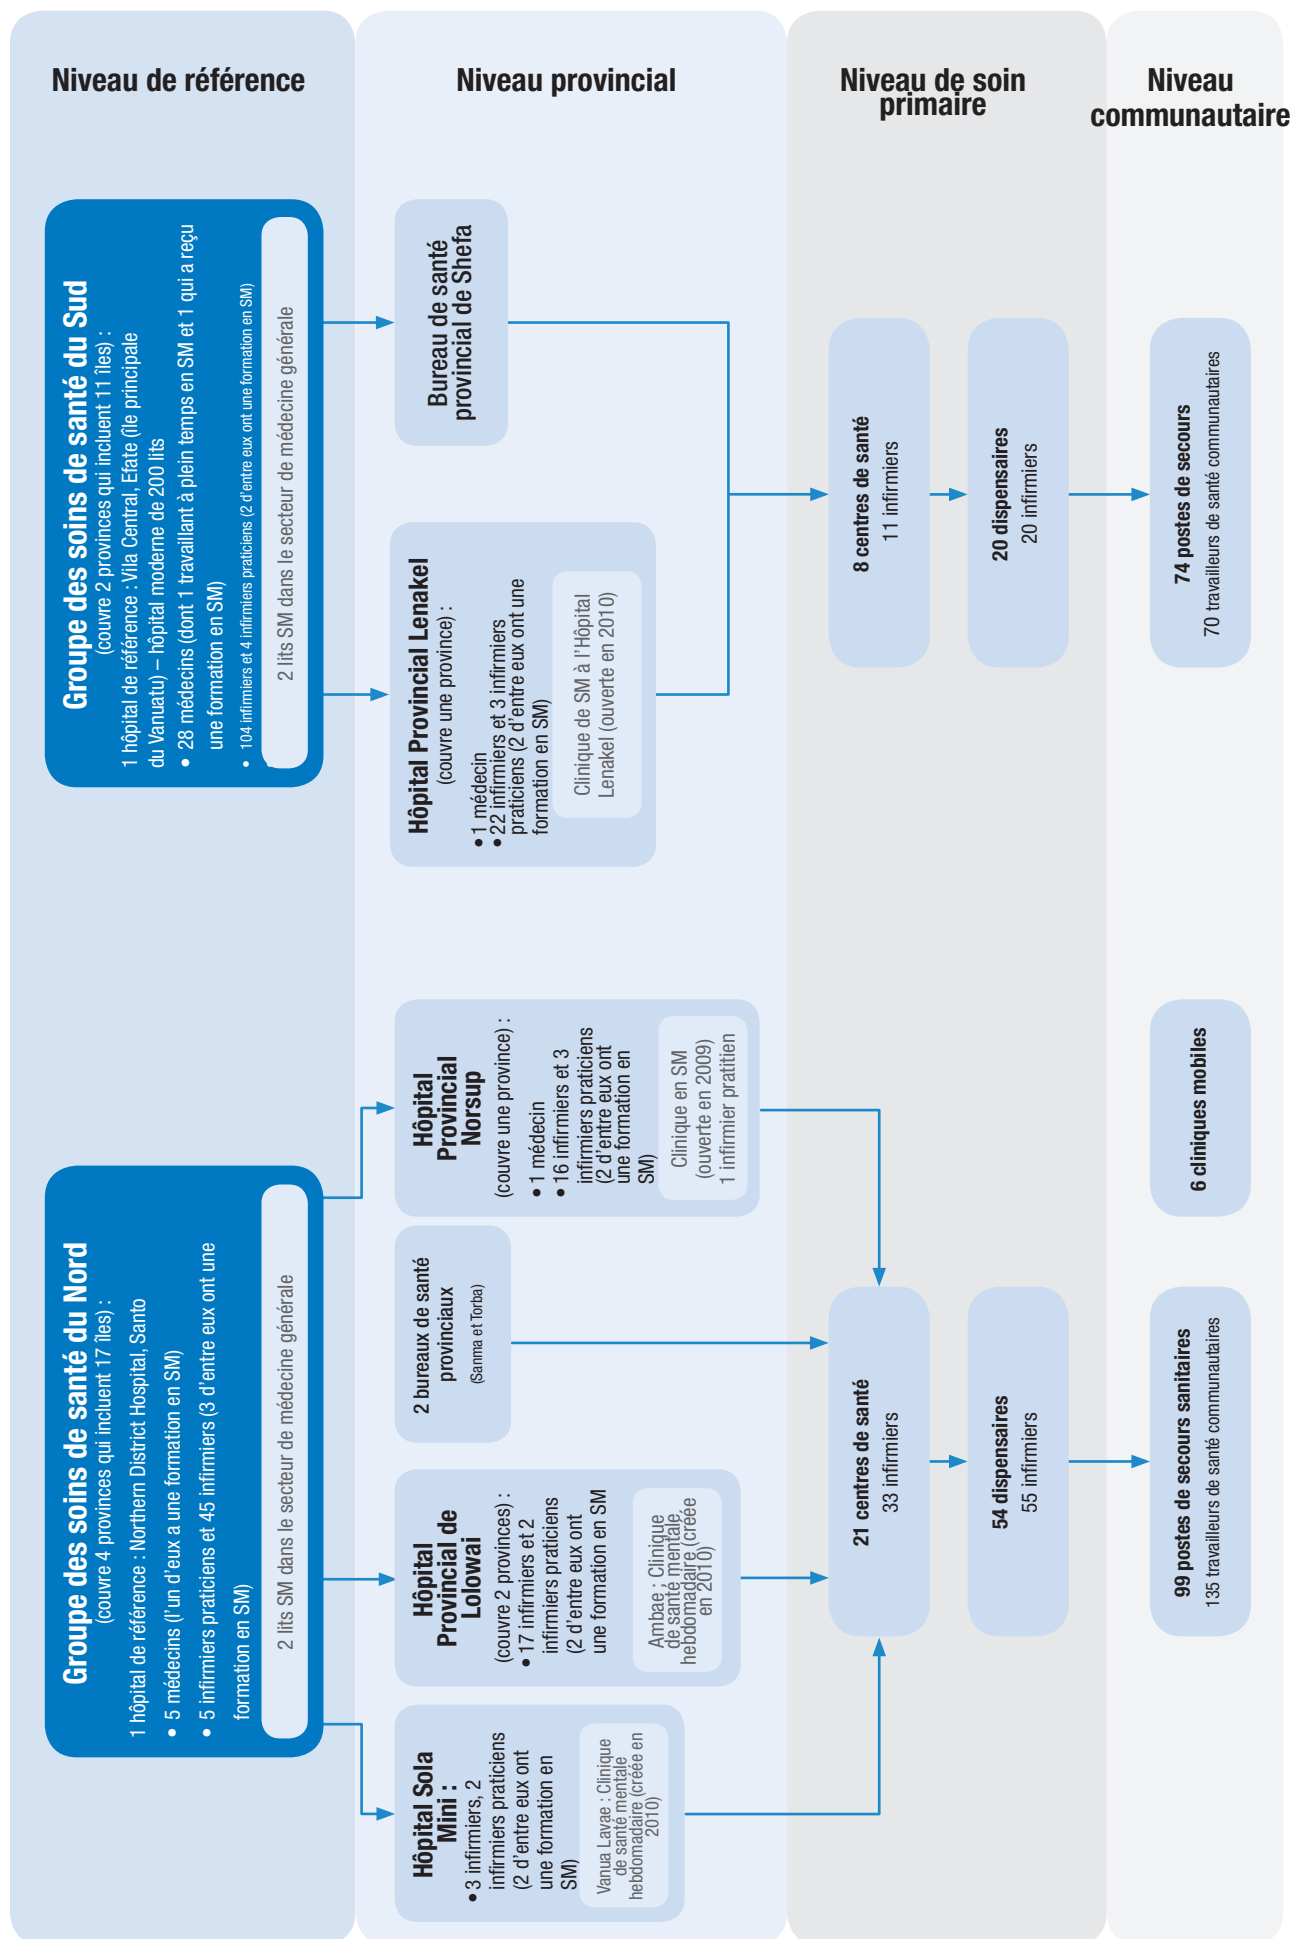 Niveau de référence
Niveau provincial
Niveau de soin
primaire
Niveau
communautaire
Groupe des soins de santé du Nord
(couvre 4 provinces qui incluent 17 îles) :
1 hôpital de référence : Northern District Hospital, Santo
• 5 médecins (l'un d'eux a une formation en SM)
• 5 infirmiers praticiens et 45 infirmiers (3 d'entre eux ont une
formation en SM)
2 lits SM dans le secteur de médecine générale
Groupe des soins de santé du Sud
(couvre 2 provinces qui incluent 11 îles) :
1 hôpital de référence : Vila Central, Efate (île principale
du Vanuatu) – hôpital moderne de 200 lits
• 28 médecins (dont 1 travaillant à plein temps en SM et 1 qui a reçu
une formation en SM)
• 104 infirmiers et 4 infirmiers praticiens (2 d'entre eux ont une formation en SM)
2 lits SM dans le secteur de médecine générale
Hôpital Sola
Mini :
• 3 infirmiers, 2
infirmiers praticiens
(2 d'entre eux ont
une formation en
SM)
Vanua Lavae : Clinique
de santé mentale
hebdomadaire (créée en
2010)
Hôpital
Provincial de
Lolowai
(couvre 2 provinces) :
• 17 infirmiers et 2
infirmiers praticiens
(2 d'entre eux ont
une formation en SM
Ambae : Clinique
de santé mentale
hebdomadaire (créée
en 2010)
2 bureaux de santé
provinciaux
(Sanma et Torba)
Hôpital
Provincial
Norsup
(couvre une province) :
• 1 médecin
• 16 infirmiers et 3
infirmiers praticiens
(2 d'entre eux ont
une formation en
SM)
Clinique en SM
(ouverte en 2009)
1 infirmier pratitien
Hôpital Provincial Lenakel
(couvre une province) :
• 1 médecin
• 22 infirmiers et 3 infirmiers
praticiens (2 d'entre eux ont une
formation en SM)
Clinique de SM à l'Hôpital
Lenakel (ouverte en 2010)
Bureau de santé
provincial de Shefa
21 centres de santé
33 infirmiers
54 dispensaires
55 infirmiers
8 centres de santé
11 infirmiers
20 dispensaires
20 infirmiers
99 postes de secours sanitaires
135 travailleurs de santé communautaires
6 cliniques mobiles
74 postes de secours
70 travailleurs de santé communautaires